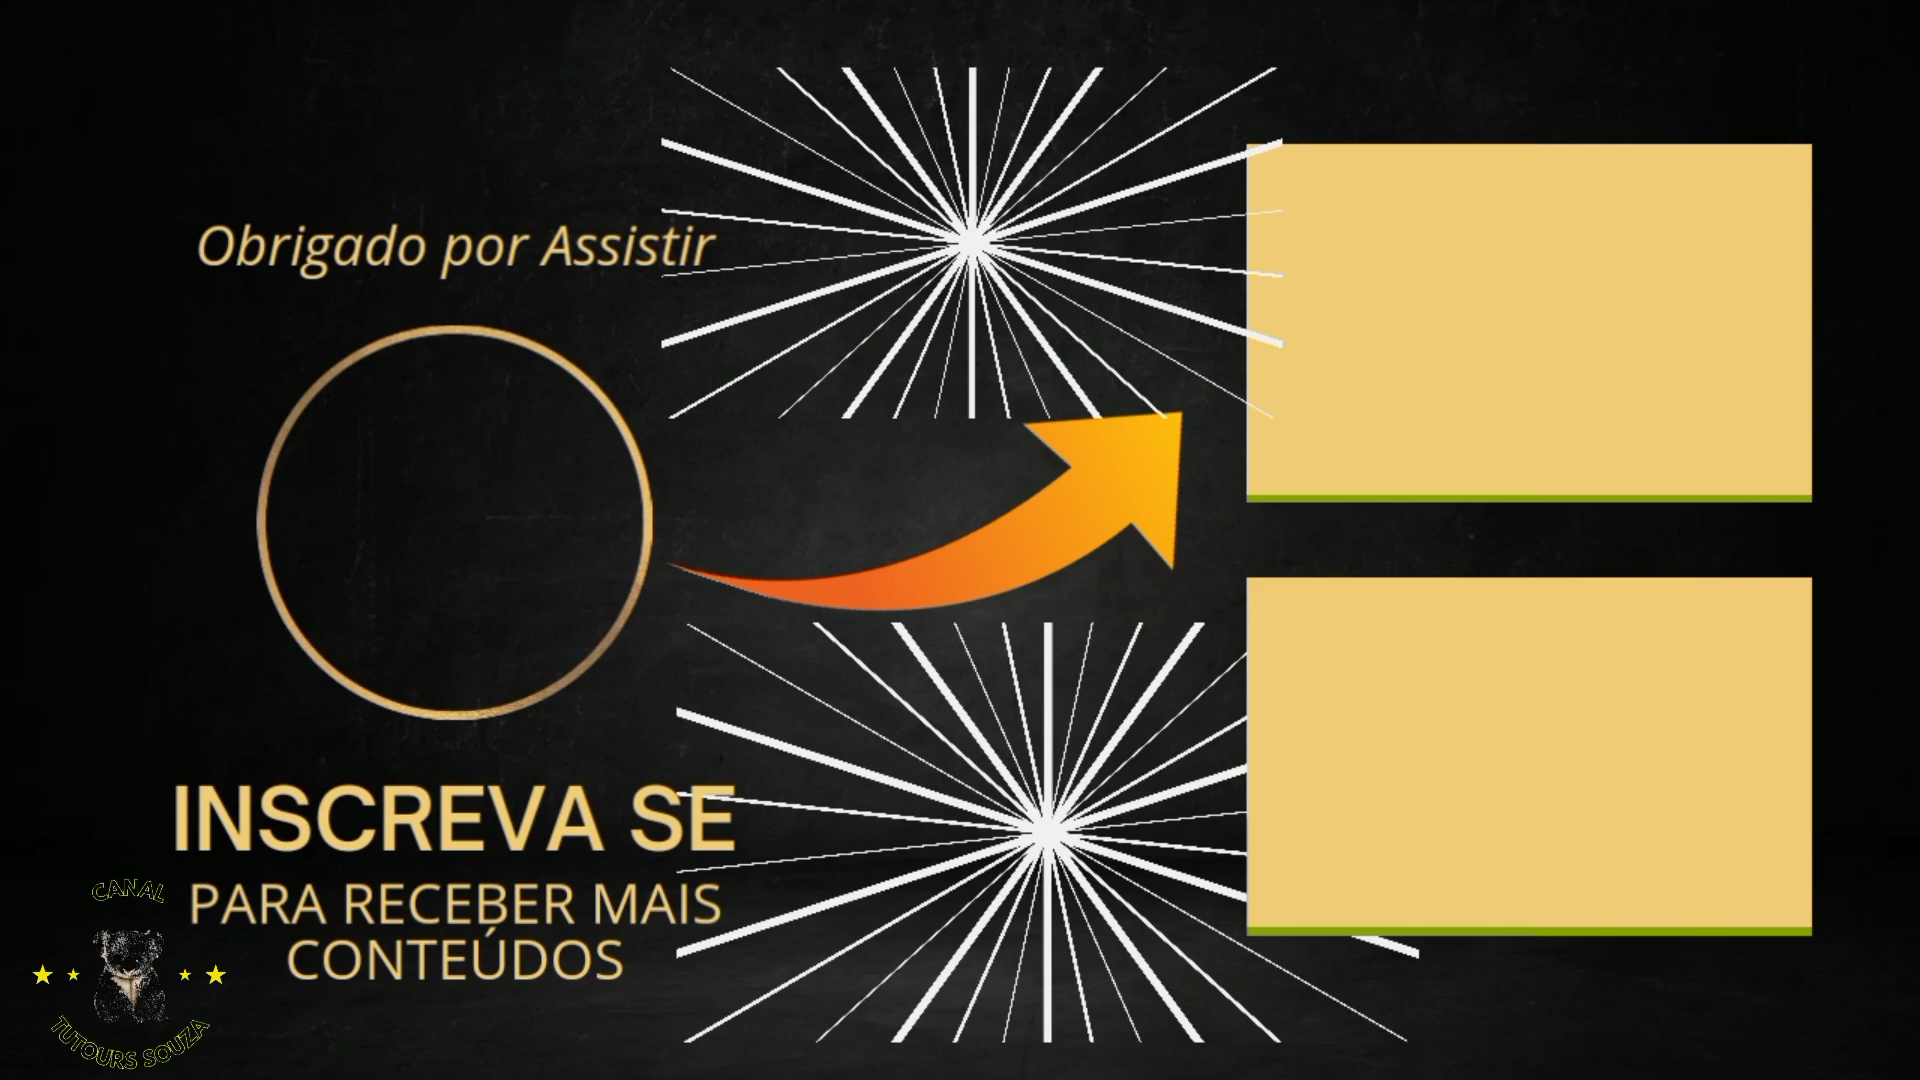 Obrigado por Assistir
INSCREVA SE
PARA RECEBER MAIS
CONTEÚDOS
CANAL
TUTOURS SOUZA